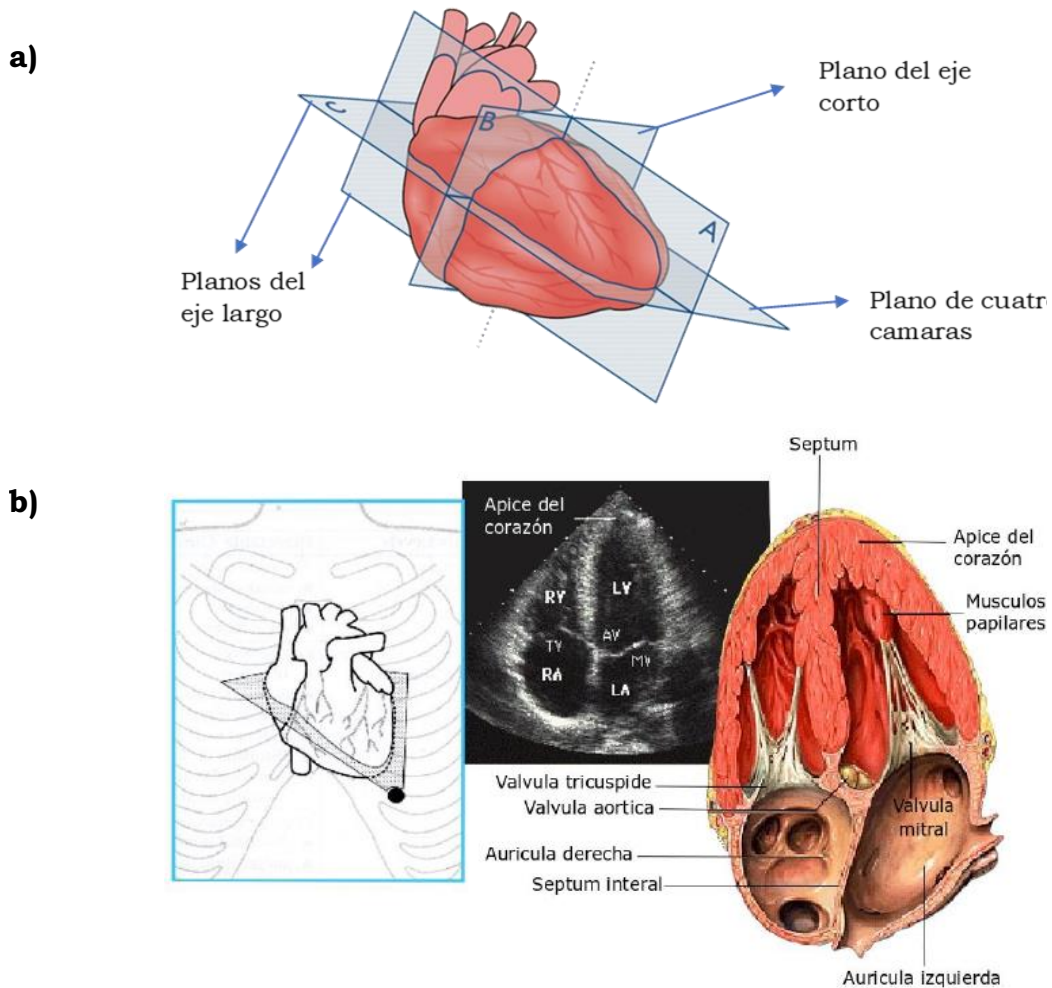 a)
Plano del eje
corto
C
B
A
Planos del
eje largo
Plano de cuatr
camaras
b)
Septum
Apice del
corazón
Apice del
corazón
Musculos
papilares
RV
LV
AV
TV
MV
RA
LA
Valvula tricuspide
Valvula aortica
Valvula
mitral
Auricula derecha
Septum interal
Auricula izquierda